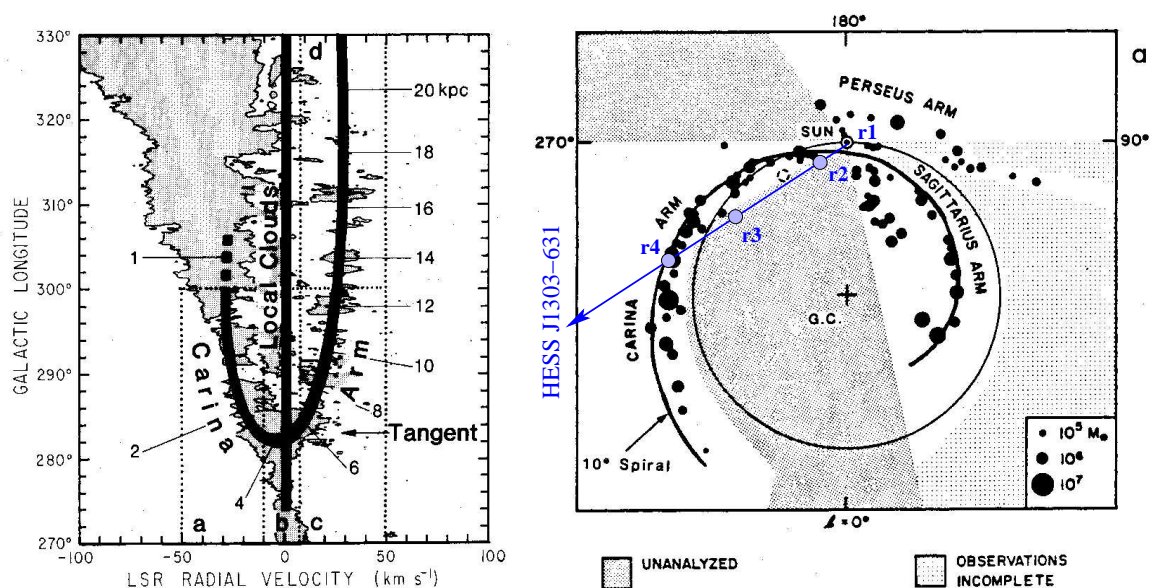 330°
320°
310°
300°
290°
280°
270°
GALACTIC LONGITUDE
-100
-50
0
50
100
LSR RADIAL VELOCITY (km s⁻¹)
d
20 kpc
18
16
14
12
10
8
6
4
2
1
Local Clouds
Carina
Arm
Tangent
a
b
c
180°
a
PERSEUS ARM
SUN
r1
270°
90°
r2
r3
r4
SAGITTARIUS ARM
ARM
CARINA
G.C.
HESS J1303−631
10° Spiral
10⁵ M⊙
10⁶
10⁷
ℓ = 0°
UNANALYZED
OBSERVATIONS
INCOMPLETE